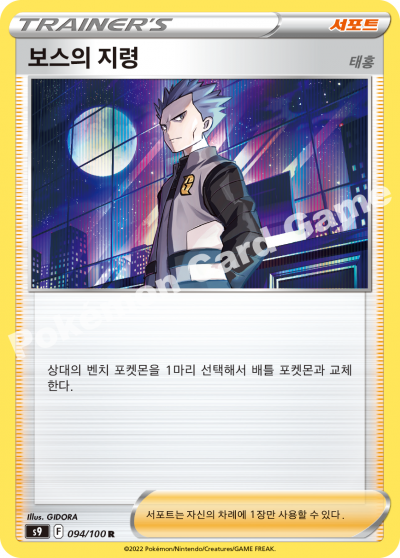 TRAINER'S
서포트
보스의 지령
태홍
Pokémon Card Game
상대의 벤치 포켓몬을 1마리 선택해서 배틀 포켓몬과 교체
한다.
Illus. GIDORA
s9 F 094/100 R
서포트는 자신의 차례에 1장만 사용할 수 있다.
©2022 Pokémon/Nintendo/Creatures/GAME FREAK.